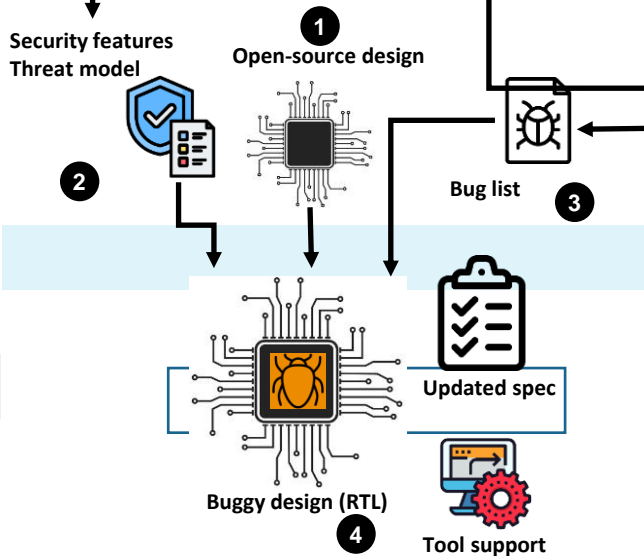 1
Security features
Threat model
Open-source design
2
Bug list
3
Updated spec
Buggy design (RTL)
4
Tool support